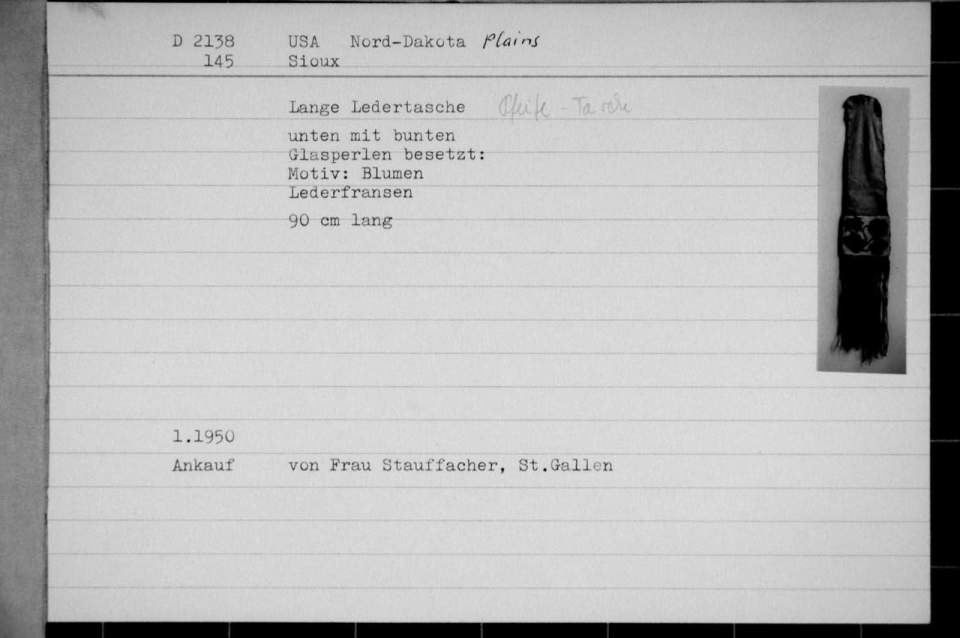 D 2138 USA Nord-Dakota Plains
145 Sioux
Lange Ledertasche Pfeife-Tasche
unten mit bunten
Glasperlen besetzt:
Motiv: Blumen
Lederfransen
90 cm lang
1.1950
Ankauf von Frau Stauffacher, St.Gallen